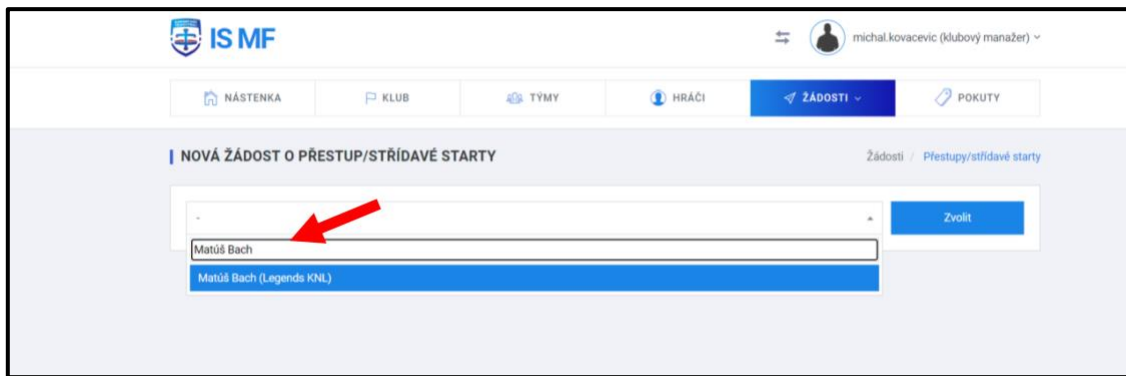 IS MF
michal.kovacevic (klubový manažer)
NÁSTENKA KLUB TÝMY HRÁČI ŽÁDOSTI POKUTY
NOVÁ ŽÁDOST O PŘESTUP/STŘÍDAVÉ STARTY Žádosti / Přestupy/střídavé starty
- Zvolit
Matúš Bach
Matúš Bach (Legends KNL)